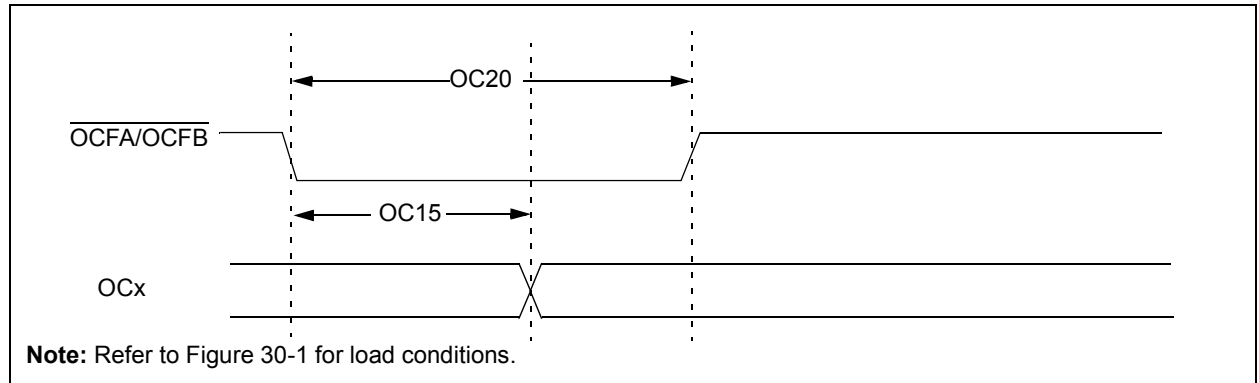 OC20
OCFA/OCFB
OC15
OCx
Note: Refer to Figure 30-1 for load conditions.